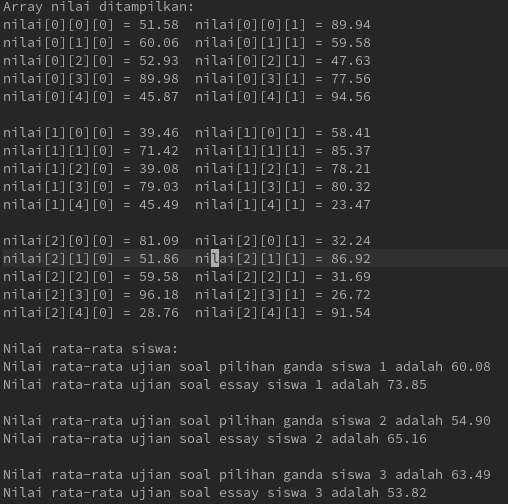 Array nilai ditampilkan:
nilai[0][0][0] = 51.58  nilai[0][0][1] = 89.94
nilai[0][1][0] = 60.06  nilai[0][1][1] = 59.58
nilai[0][2][0] = 52.93  nilai[0][2][1] = 47.63
nilai[0][3][0] = 89.98  nilai[0][3][1] = 77.56
nilai[0][4][0] = 45.87  nilai[0][4][1] = 94.56

nilai[1][0][0] = 39.46  nilai[1][0][1] = 58.41
nilai[1][1][0] = 71.42  nilai[1][1][1] = 85.37
nilai[1][2][0] = 39.08  nilai[1][2][1] = 78.21
nilai[1][3][0] = 79.03  nilai[1][3][1] = 80.32
nilai[1][4][0] = 45.49  nilai[1][4][1] = 23.47

nilai[2][0][0] = 81.09  nilai[2][0][1] = 32.24
nilai[2][1][0] = 51.86  nilai[2][1][1] = 86.92
nilai[2][2][0] = 59.58  nilai[2][2][1] = 31.69
nilai[2][3][0] = 96.18  nilai[2][3][1] = 26.72
nilai[2][4][0] = 28.76  nilai[2][4][1] = 91.54

Nilai rata-rata siswa:
Nilai rata-rata ujian soal pilihan ganda siswa 1 adalah 60.08
Nilai rata-rata ujian soal essay siswa 1 adalah 73.85

Nilai rata-rata ujian soal pilihan ganda siswa 2 adalah 54.90
Nilai rata-rata ujian soal essay siswa 2 adalah 65.16

Nilai rata-rata ujian soal pilihan ganda siswa 3 adalah 63.49
Nilai rata-rata ujian soal essay siswa 3 adalah 53.82